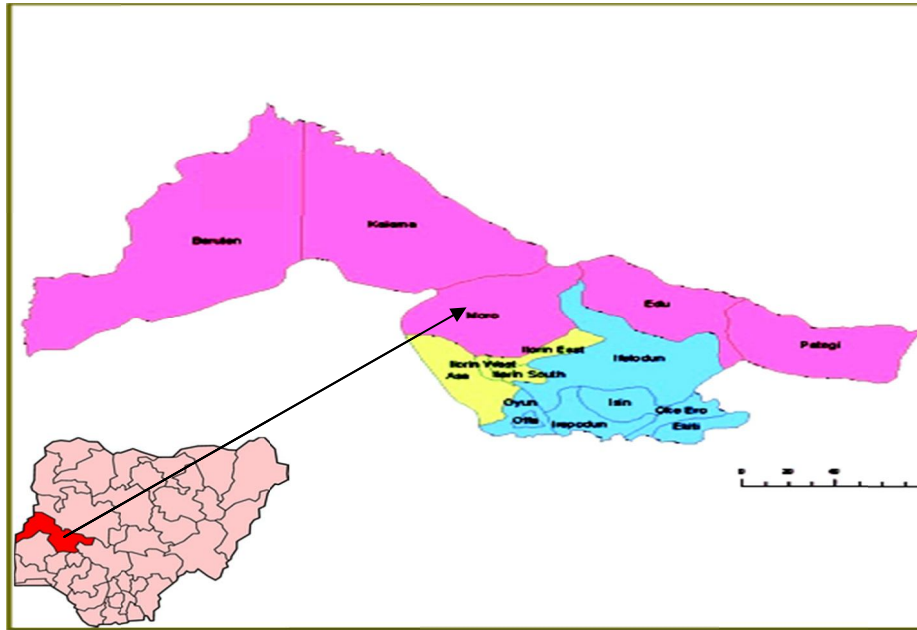 Kaiama
Baruten
Edu
Moro
Pategi
Ilorin East
Ifelodun
Ilorin West
Asa
Ilorin South
Oyun
Isin
Oke Ero
Offa
Irepodun
Ekiti
0 20 40